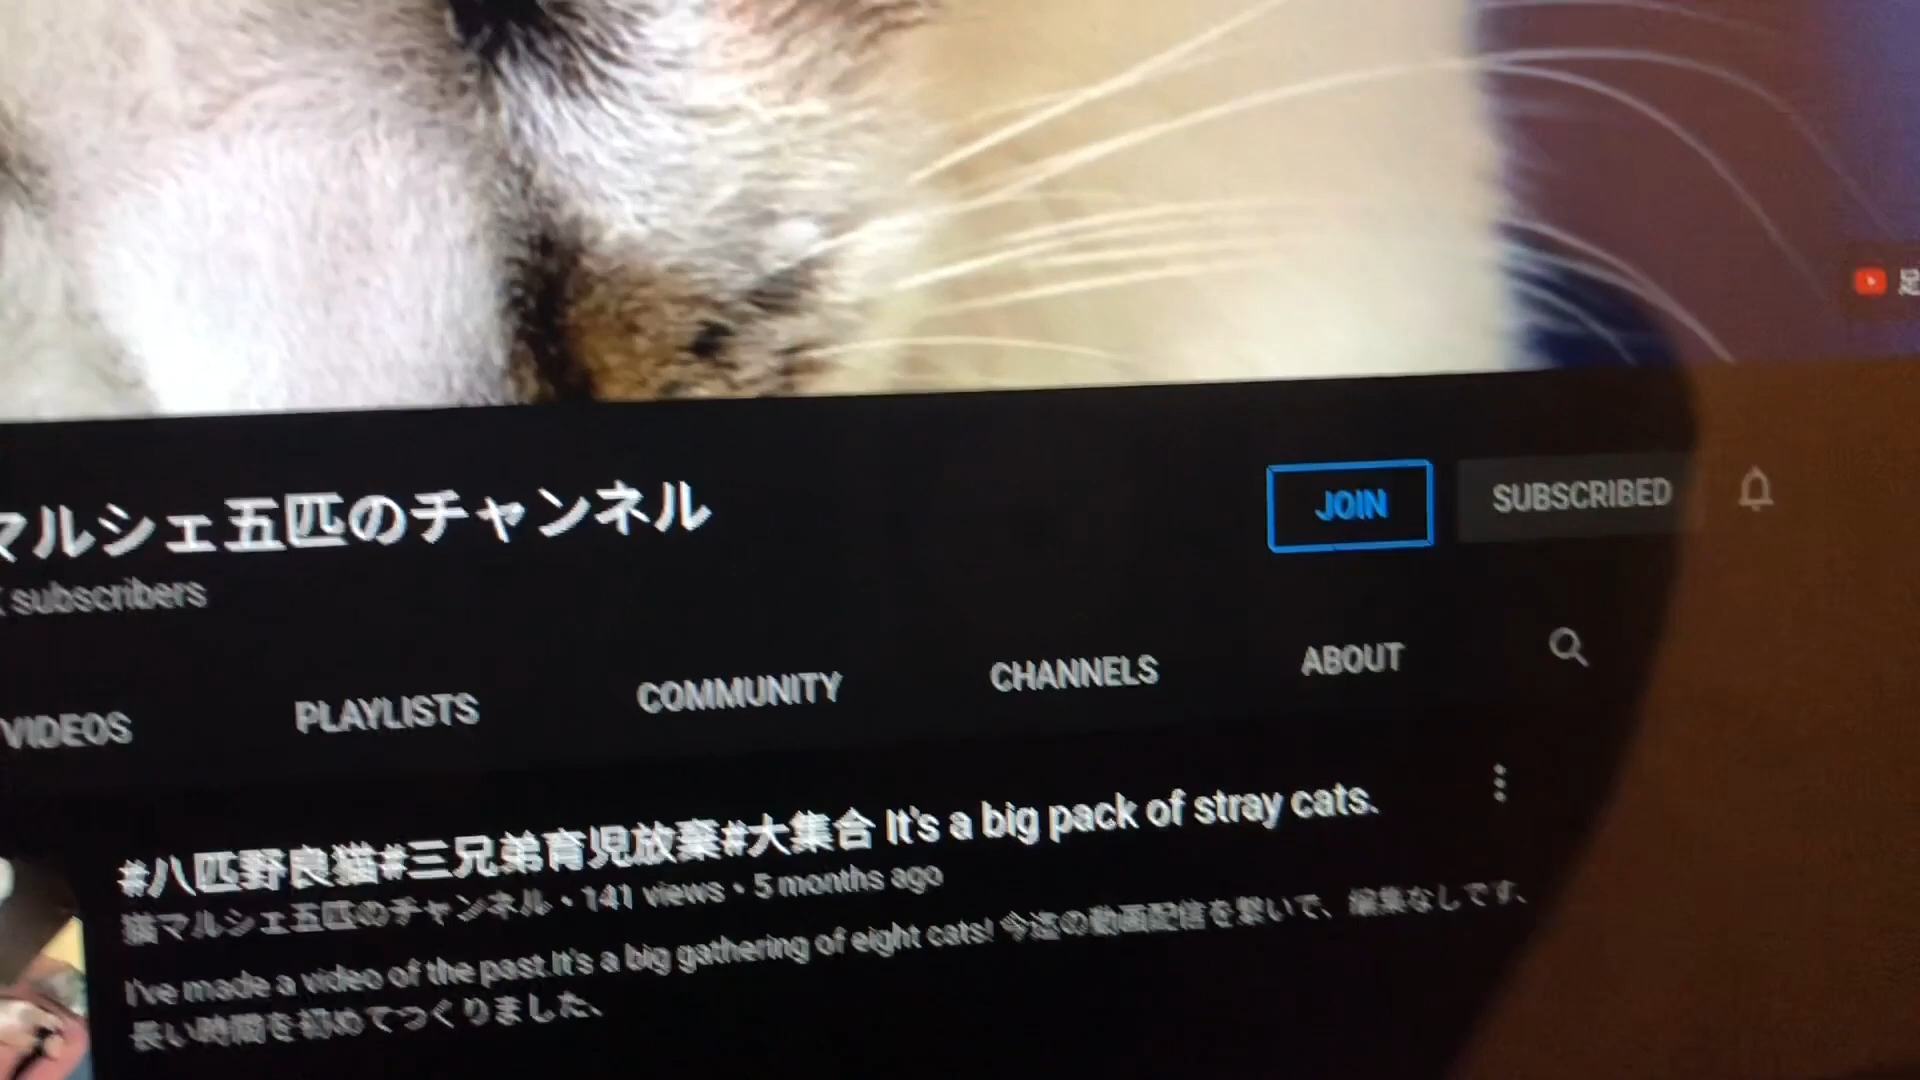 足
マルシェ五匹のチャンネル
JOIN
SUBSCRIBED
subscribers
VIDEOS
PLAYLISTS
COMMUNITY
CHANNELS
ABOUT
#八匹野良猫#三兄弟育児放棄#大集合 It's a big pack of stray cats.
猫マルシェ五匹のチャンネル・141 views・5 months ago
I've made a video of the past.It's a big gathering of eight cats! 今迄の動画配信を繋いで、編集なしです、
長い時間を初めてつくりました、